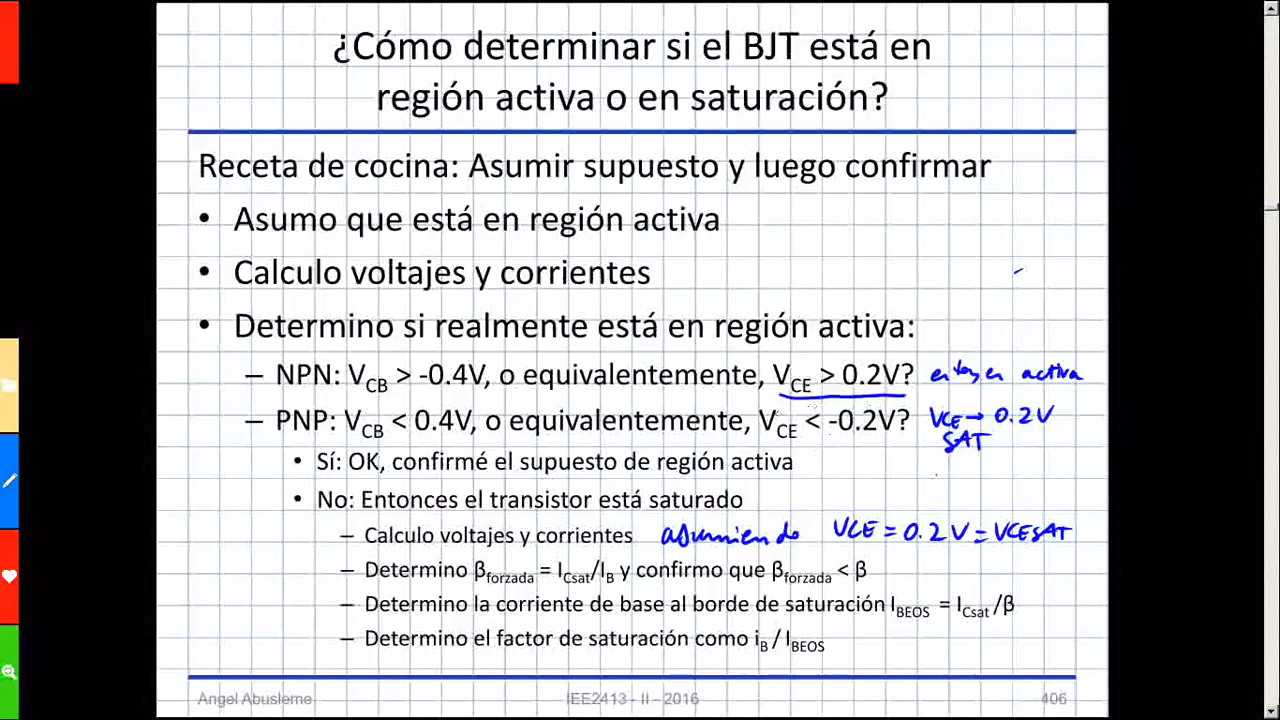 ¿Cómo determinar si el BJT está en
región activa o en saturación?
Receta de cocina: Asumir supuesto y luego confirmar
• Asumo que está en región activa
• Calculo voltajes y corrientes
• Determino si realmente está en región activa:
– NPN: VCB > -0.4V, o equivalentemente, VCE > 0.2V? estoy en activa
– PNP: VCB < 0.4V, o equivalentemente, VCE < -0.2V? VCE → 0.2V
SAT
• Sí: OK, confirmé el supuesto de región activa
• No: Entonces el transistor está saturado
– Calculo voltajes y corrientes asumiendo VCE = 0.2V = VCESAT
– Determino βforzada = ICsat/IB y confirmo que βforzada < β
– Determino la corriente de base al borde de saturación IBEOS = ICsat /β
– Determino el factor de saturación como iB / IBEOS
Angel Abusleme IEE2413 - II - 2016 406